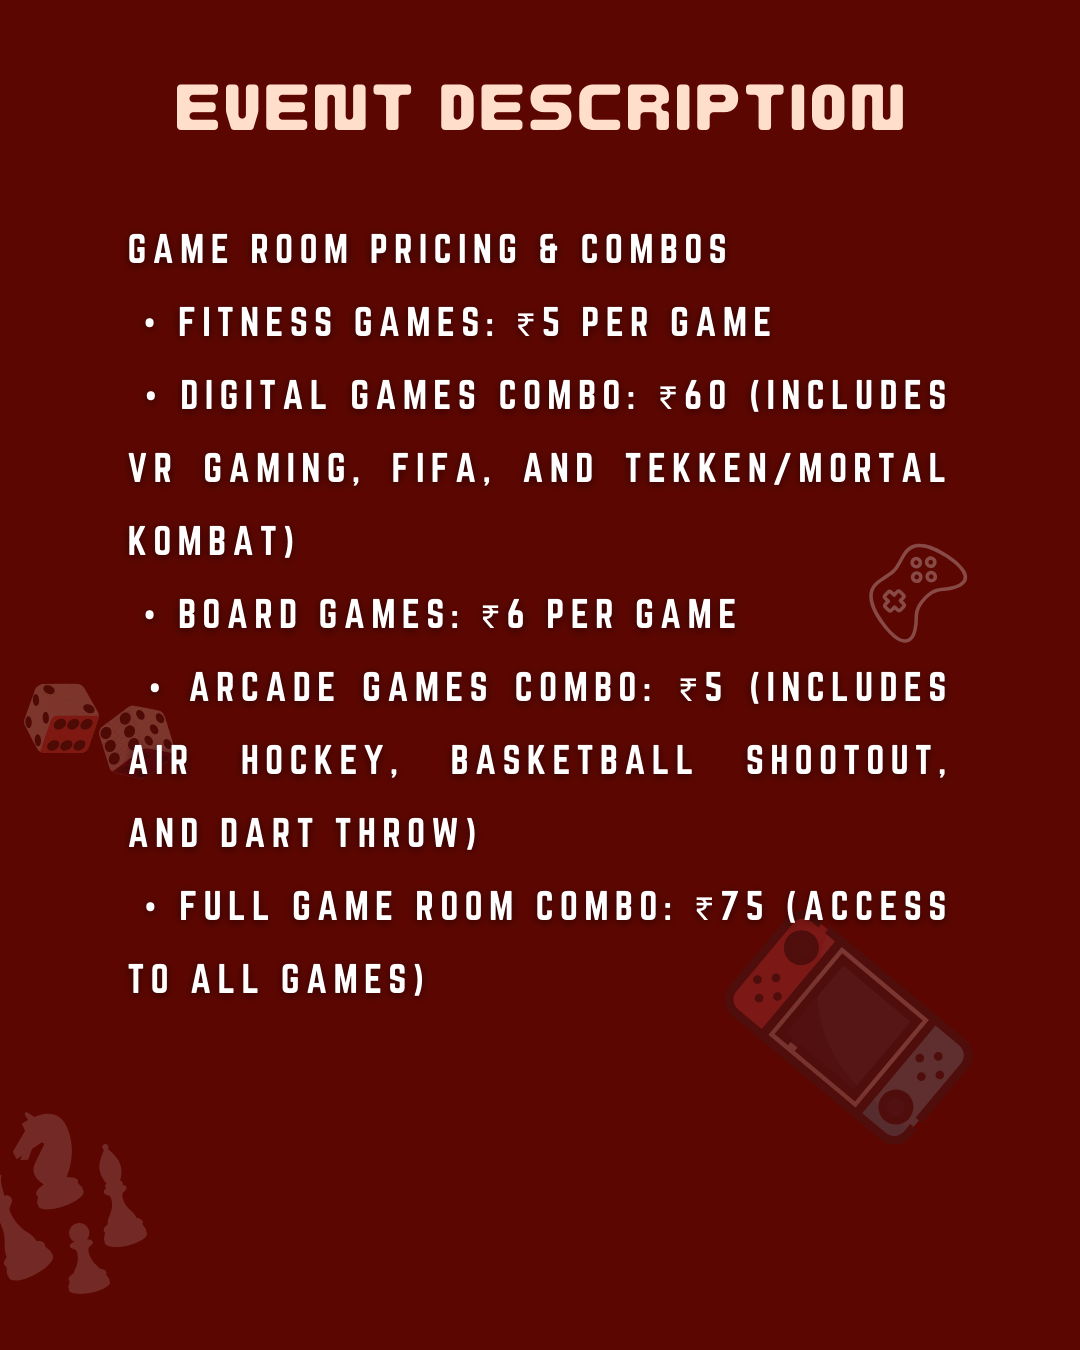 EVENT DESCRIPTION
GAME ROOM PRICING & COMBOS
• FITNESS GAMES: ₹5 PER GAME
• DIGITAL GAMES COMBO: ₹60 (INCLUDES
VR GAMING, FIFA, AND TEKKEN/MORTAL
KOMBAT)
• BOARD GAMES: ₹6 PER GAME
• ARCADE GAMES COMBO: ₹5 (INCLUDES
AIR HOCKEY, BASKETBALL SHOOTOUT,
AND DART THROW)
• FULL GAME ROOM COMBO: ₹75 (ACCESS
TO ALL GAMES)